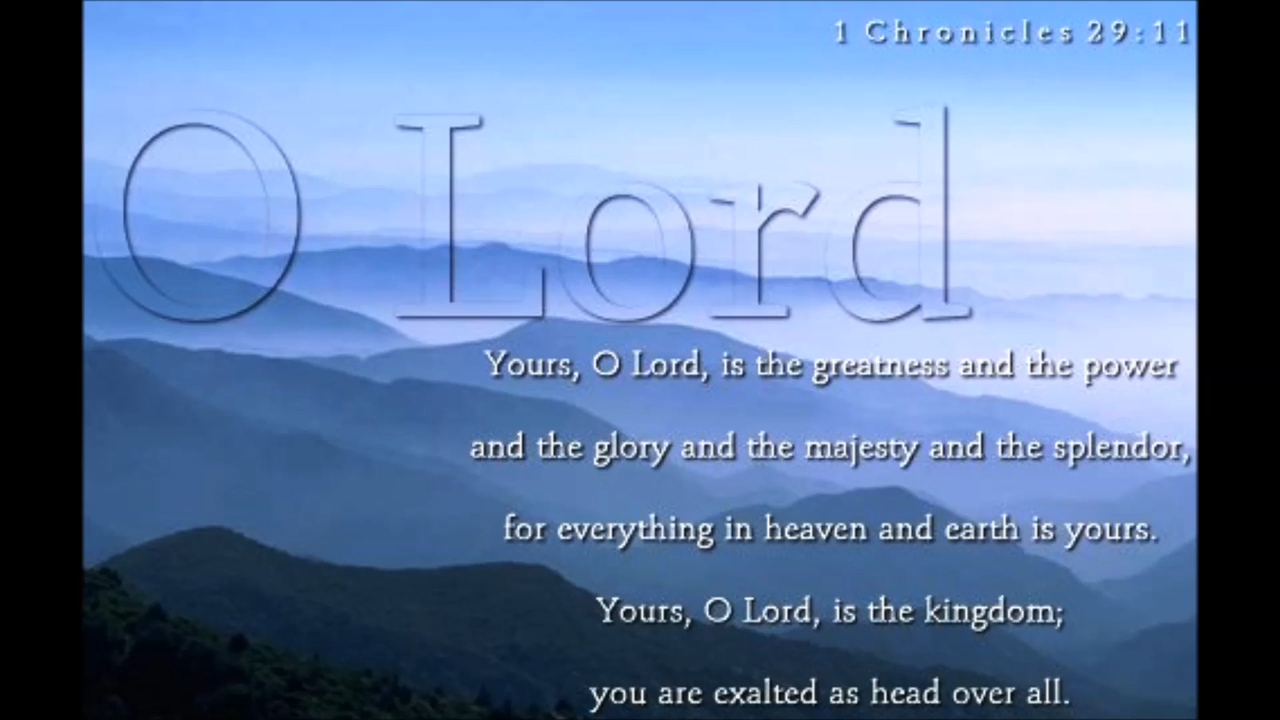 1 Chronicles 29:11
O Lord
Yours, O Lord, is the greatness and the power
and the glory and the majesty and the splendor,
for everything in heaven and earth is yours.
Yours, O Lord, is the kingdom;
you are exalted as head over all.